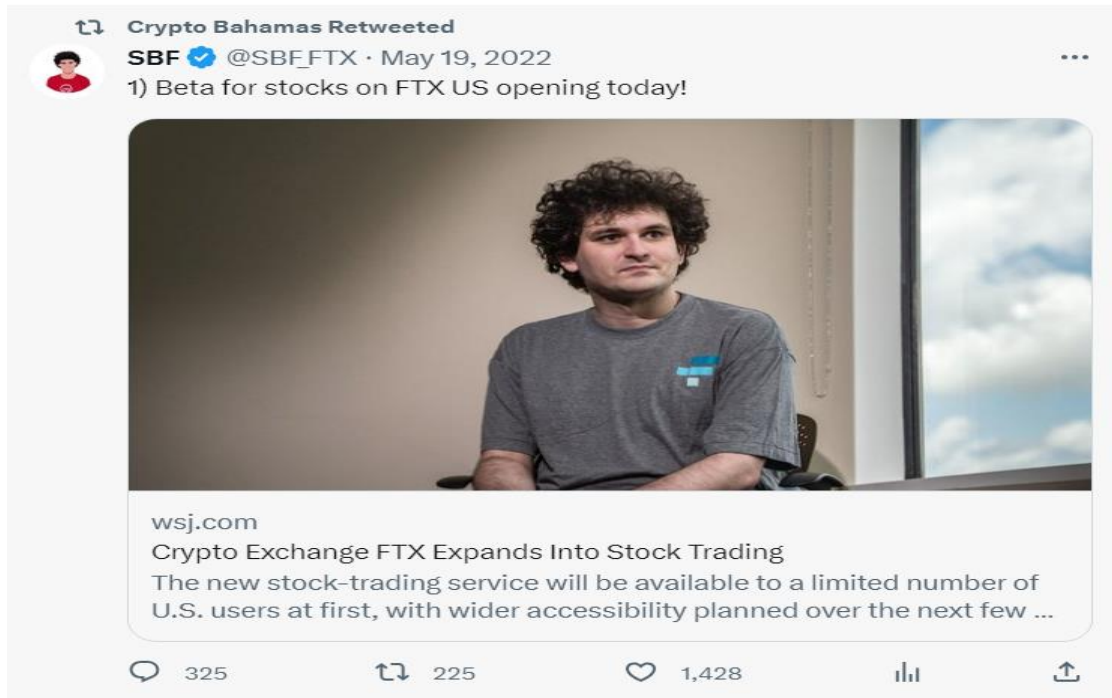 Crypto Bahamas Retweeted
SBF @SBF_FTX · May 19, 2022
1) Beta for stocks on FTX US opening today!
wsj.com
Crypto Exchange FTX Expands Into Stock Trading
The new stock-trading service will be available to a limited number of
U.S. users at first, with wider accessibility planned over the next few ...
325 225 1,428